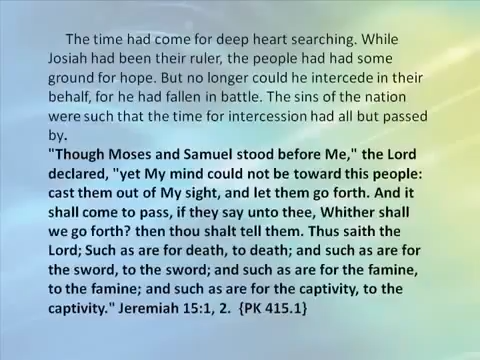 The time had come for deep heart searching. While
Josiah had been their ruler, the people had had some
ground for hope. But no longer could he intercede in their
behalf, for he had fallen in battle. The sins of the nation
were such that the time for intercession had all but passed
by.
"Though Moses and Samuel stood before Me," the Lord
declared, "yet My mind could not be toward this people:
cast them out of My sight, and let them go forth. And it
shall come to pass, if they say unto thee, Whither shall
we go forth? then thou shalt tell them. Thus saith the
Lord; Such as are for death, to death; and such as are for
the sword, to the sword; and such as are for the famine,
to the famine; and such as are for the captivity, to the
captivity." Jeremiah 15:1, 2.  {PK 415.1}